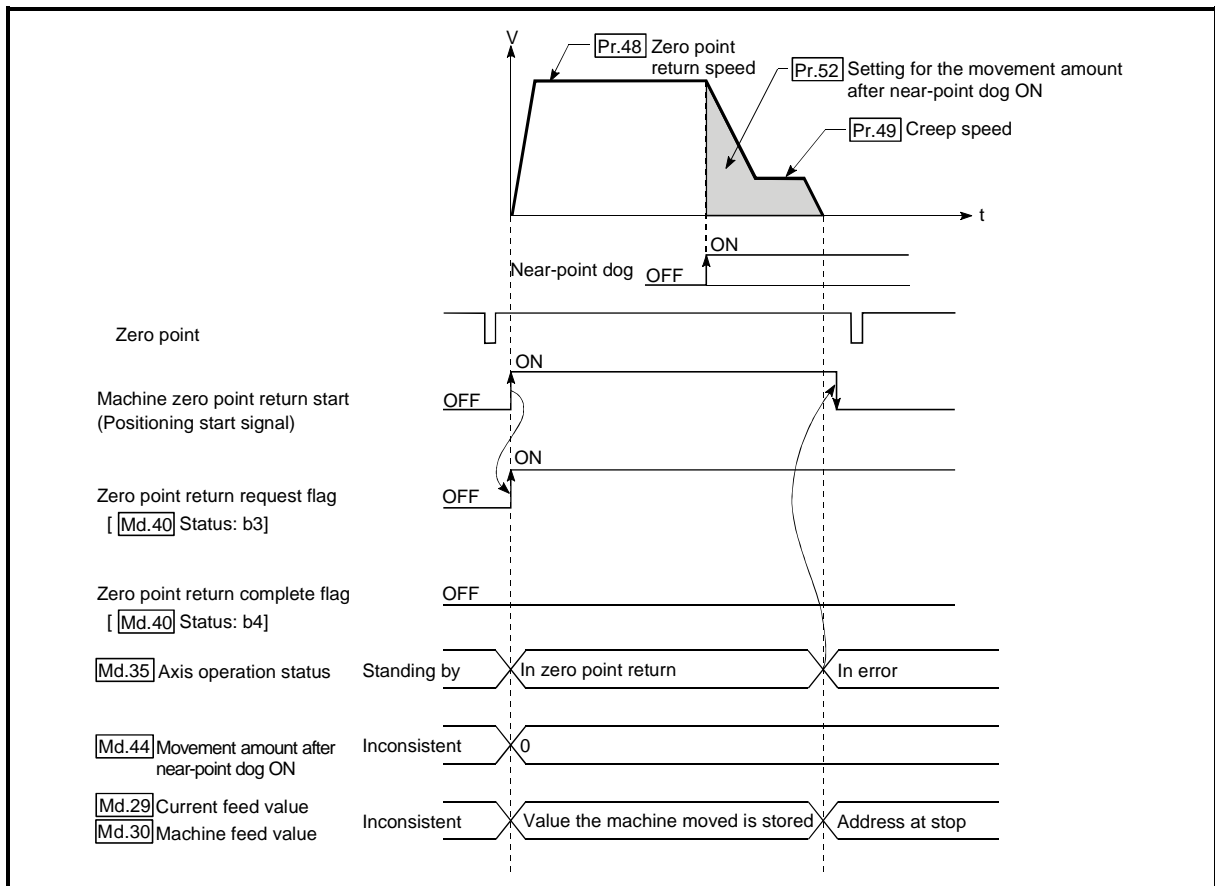 V
Pr.48 Zero point
return speed
Pr.52 Setting for the movement amount
after near-point dog ON
Pr.49 Creep speed
t
ON
Near-point dog OFF
Zero point
ON
Machine zero point return start
(Positioning start signal)
OFF
ON
Zero point return request flag
[ Md.40 Status: b3]
OFF
Zero point return complete flag
[ Md.40 Status: b4]
OFF
Md.35 Axis operation status Standing by In zero point return In error
Md.44 Movement amount after
near-point dog ON
Inconsistent 0
Md.29 Current feed value
Md.30 Machine feed value
Inconsistent Value the machine moved is stored Address at stop